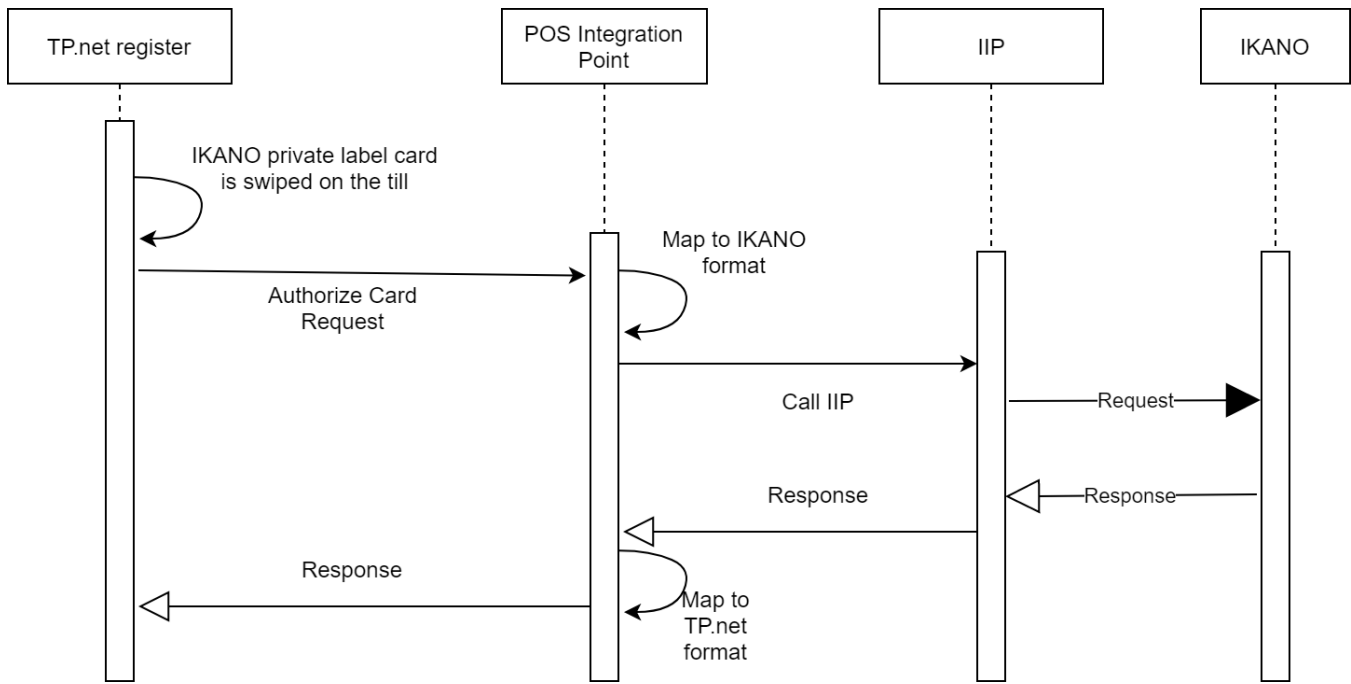 TP.net register
POS Integration
Point
IIP
IKANO
IKANO private label card
is swiped on the till
Map to IKANO
format
Authorize Card
Request
Call IIP
Request
Response
Response
Response
Map to
TP.net
format